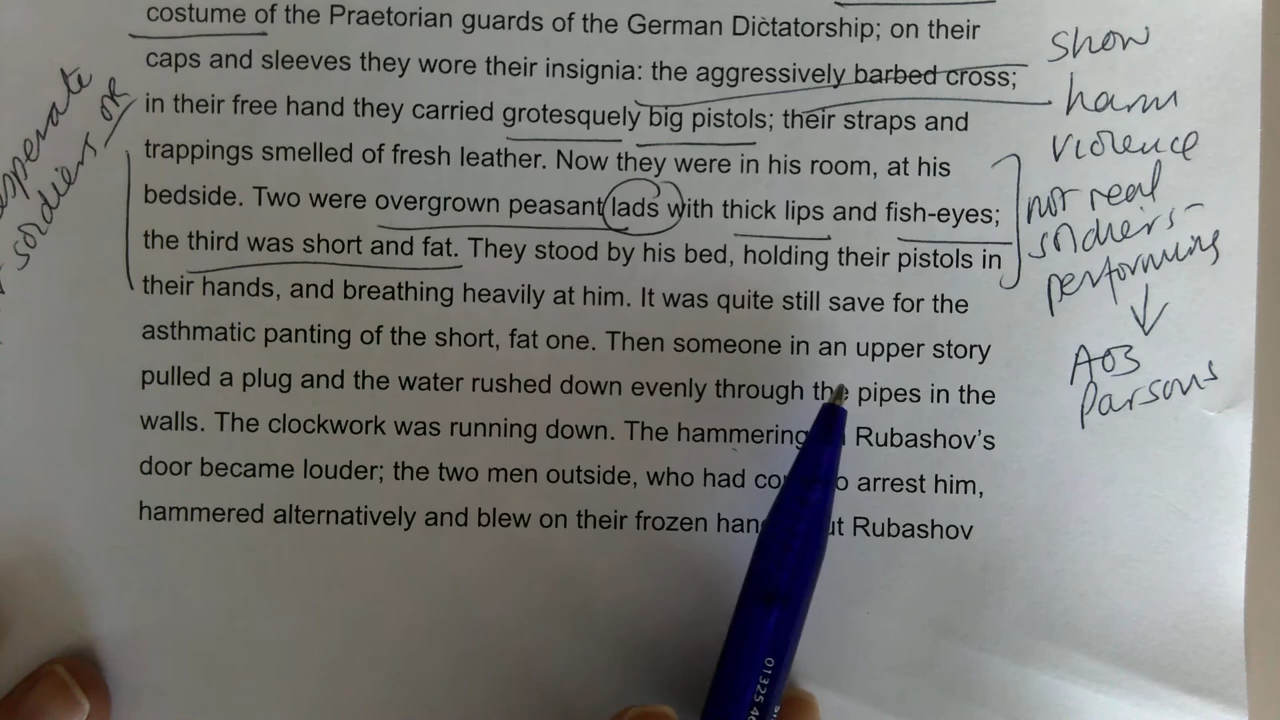 costume of the Praetorian guards of the German Dictatorship; on their
caps and sleeves they wore their insignia: the aggressively barbed cross;
in their free hand they carried grotesquely big pistols; their straps and
trappings smelled of fresh leather. Now they were in his room, at his
bedside. Two were overgrown peasant lads with thick lips and fish-eyes;
the third was short and fat. They stood by his bed, holding their pistols in
their hands, and breathing heavily at him. It was quite still save for the
asthmatic panting of the short, fat one. Then someone in an upper story
pulled a plug and the water rushed down evenly through the pipes in the
walls. The clockwork was running down. The hammering Rubashov's
door became louder; the two men outside, who had arrest him,
hammered alternatively and blew on their frozen Rubashov
show
harm
violence
not real
soldiers -
performing
AO3
Parsons
soldiers OR
01325